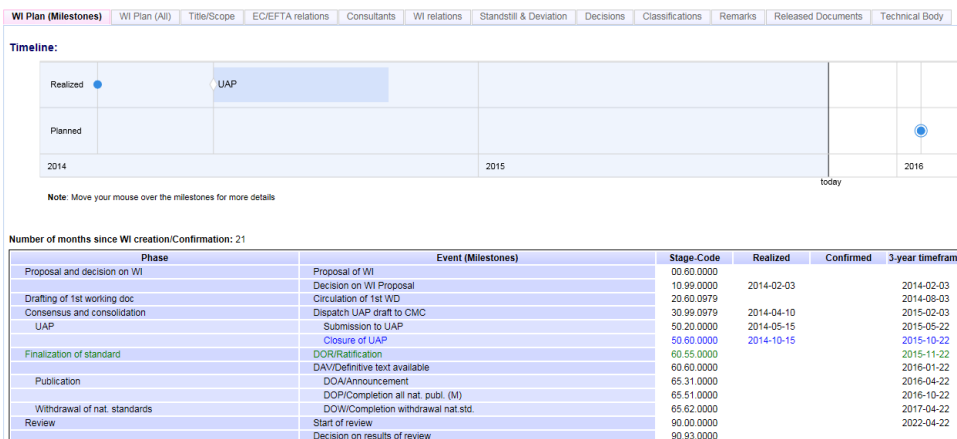 WI Plan (Milestones) WI Plan (All) Title/Scope EC/EFTA relations Consultants WI relations Standstill & Deviation Decisions Classifications Remarks Released Documents Technical Body
Timeline:
Realized UAP
Planned
2014 2015 2016
today
Note: Move your mouse over the milestones for more details
Number of months since WI creation/Confirmation: 21
Phase Event (Milestones) Stage-Code Realized Confirmed 3-year timefram
Proposal and decision on WI Proposal of WI 00.60.0000
Decision on WI Proposal 10.99.0000 2014-02-03 2014-02-03
Drafting of 1st working doc Circulation of 1st WD 20.60.0979 2014-08-03
Consensus and consolidation Dispatch UAP draft to CMC 30.99.0979 2014-04-10 2015-02-03
UAP Submission to UAP 50.20.0000 2014-05-15 2015-05-22
Closure of UAP 50.60.0000 2014-10-15 2015-10-22
Finalization of standard DOR/Ratification 60.55.0000 2015-11-22
DAV/Definitive text available 60.60.0000 2016-01-22
Publication DOA/Announcement 65.31.0000 2016-04-22
DOP/Completion all nat. publ. (M) 65.51.0000 2016-10-22
Withdrawal of nat. standards DOW/Completion withdrawal nat.std. 65.62.0000 2017-04-22
Review Start of review 90.00.0000 2022-04-22
Decision on results of review 90.93.0000